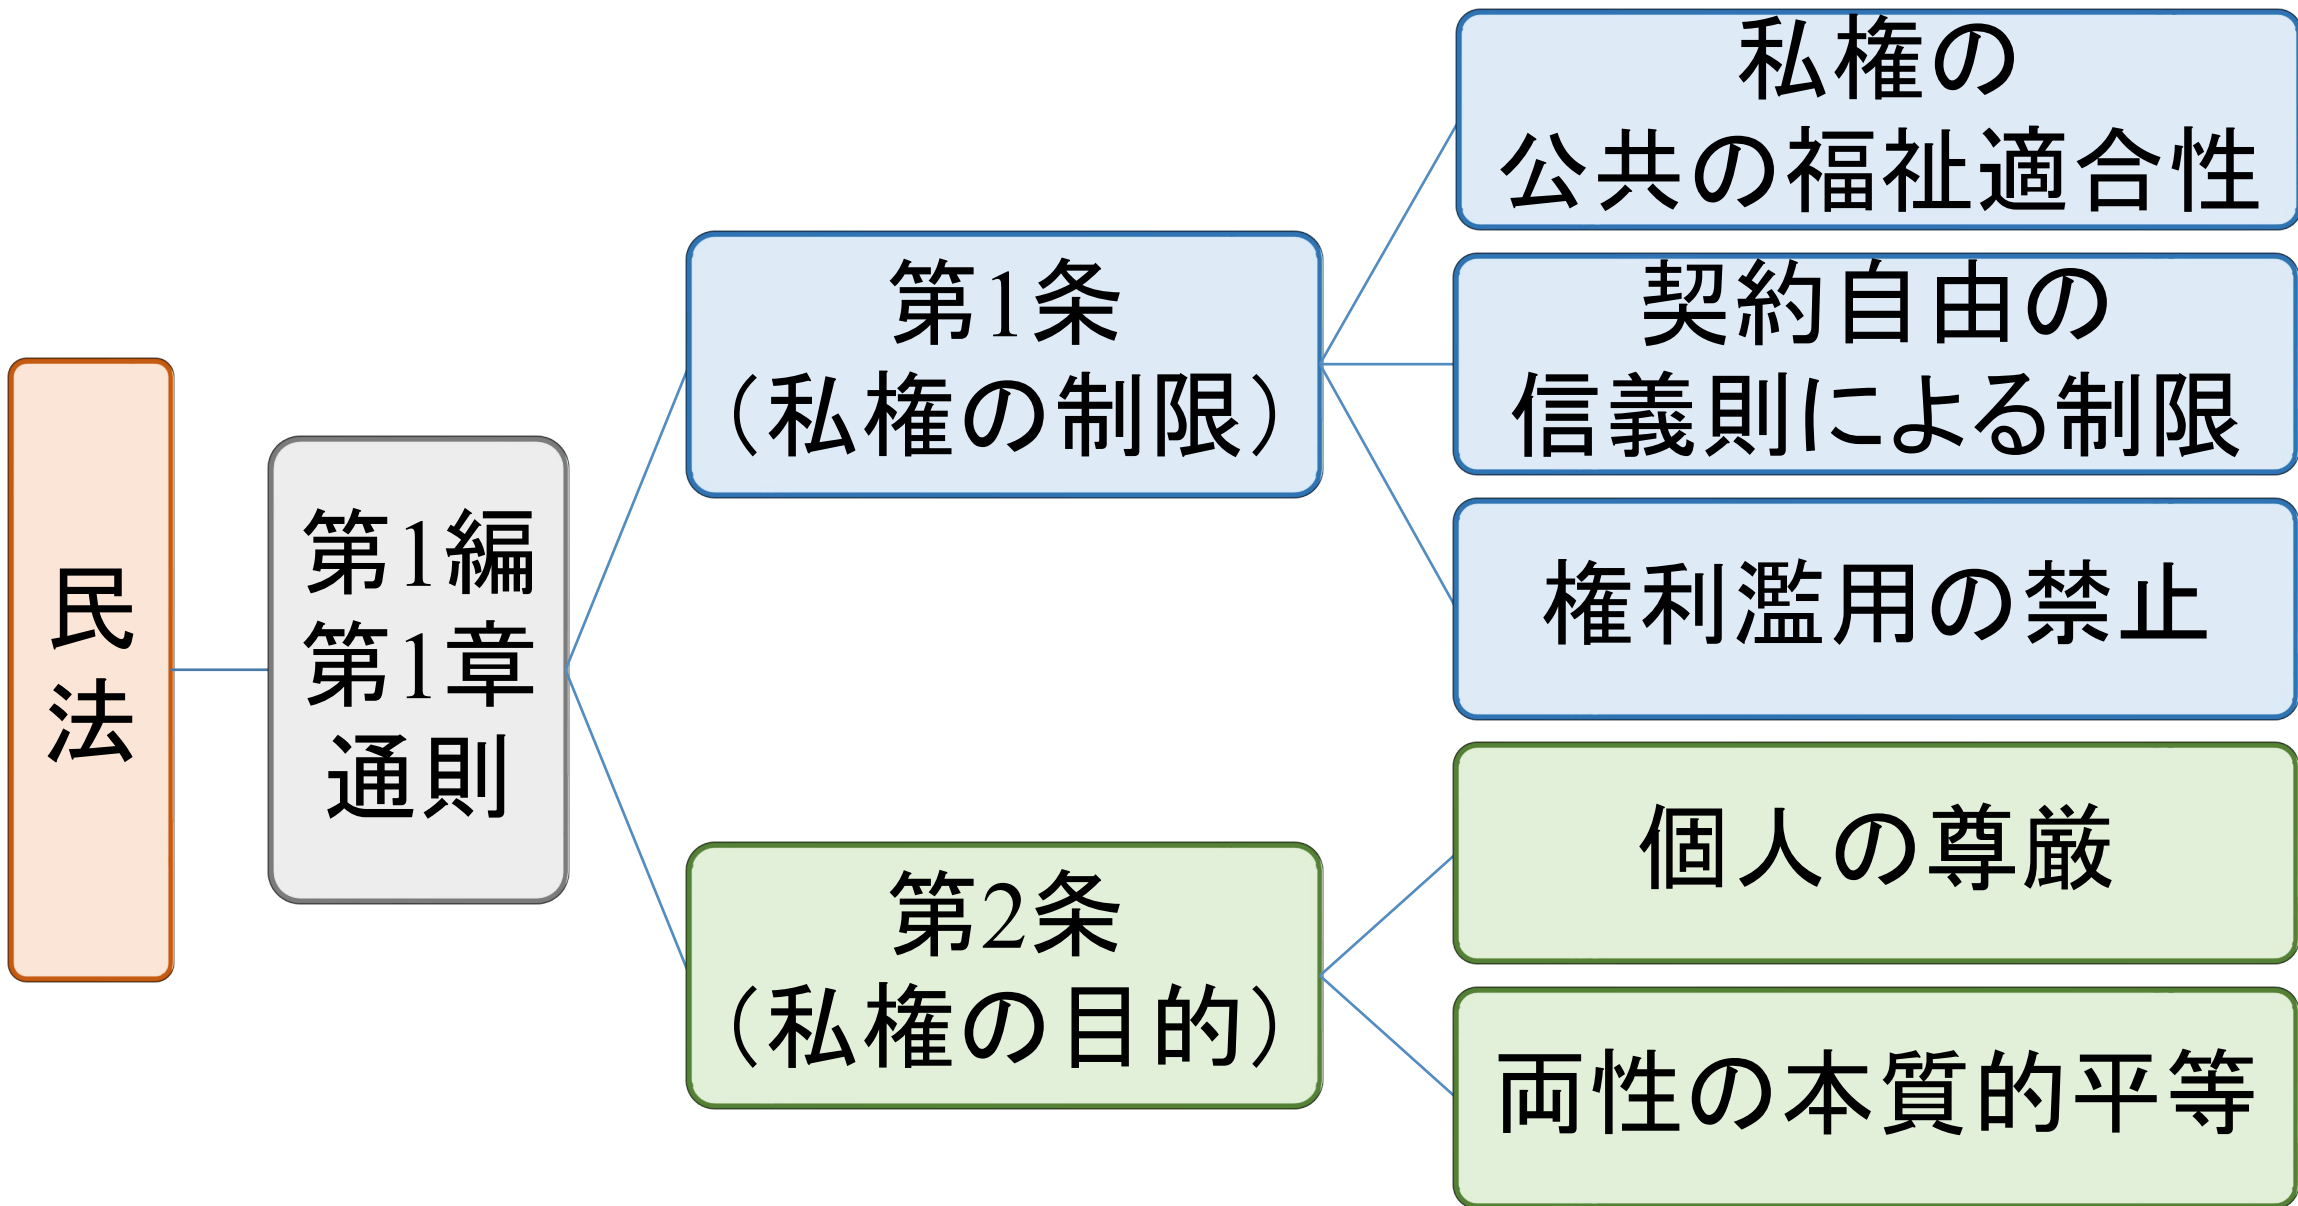 民
法
第1編
第1章
通則
第1条
（私権の制限）
私権の
公共の福祉適合性
契約自由の
信義則による制限
権利濫用の禁止
第2条
（私権の目的）
個人の尊厳
両性の本質的平等